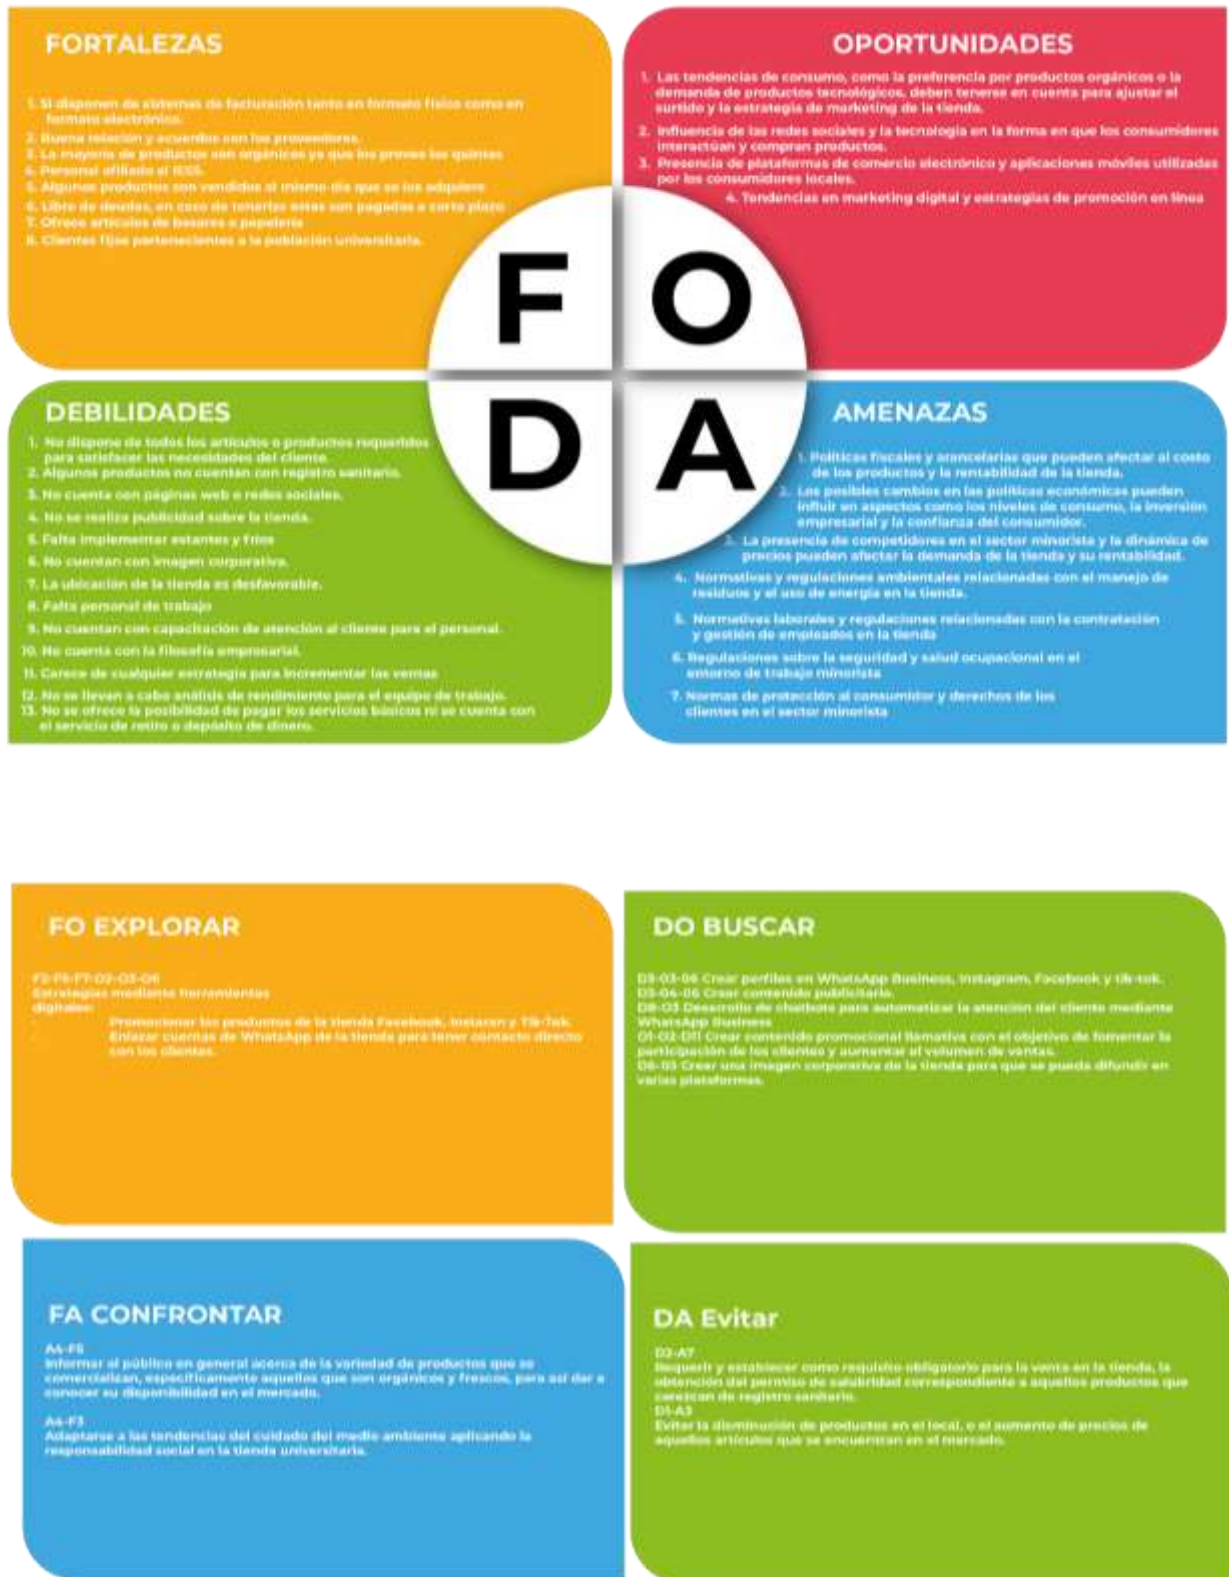 FORTALEZAS
1. Si disponen de sistemas de facturación tanto en formato físico como en
formato electrónico.
2. Buena relación y acuerdos con los proveedores.
3. La mayoría de productos son orgánicos ya que los provee las quintas
4. Personal afiliado al IESS.
5. Algunos productos son vendidos el mismo día que se los adquiere
6. Libro de deudas, en caso de tenerlas estas son pagadas a corto plazo
7. Ofrece artículos de bazares o papelería
8. Clientes fijos pertenecientes a la población universitaria.
OPORTUNIDADES
1. Las tendencias de consumo, como la preferencia por productos orgánicos o la
demanda de productos tecnológicos, deben tenerse en cuenta para ajustar el
surtido y la estrategia de marketing de la tienda.
2. Influencia de las redes sociales y la tecnología en la forma en que los consumidores
interactúan y compran productos.
3. Presencia de plataformas de comercio electrónico y aplicaciones móviles utilizadas
por los consumidores locales.
4. Tendencias en marketing digital y estrategias de promoción en línea
F O
D A
DEBILIDADES
1. No dispone de todos los artículos o productos requeridos
para satisfacer las necesidades del cliente
2. Algunos productos no cuentan con registro sanitario.
3. No cuenta con páginas web o redes sociales.
4. No se realiza publicidad sobre la tienda.
5. Falta implementar estantes y fríos
6. No cuentan con imagen corporativa.
7. La ubicación de la tienda es desfavorable.
8. Falta personal de trabajo
9. No cuentan con capacitación de atención al cliente para el personal.
10. No cuenta con la filosofía empresarial.
11. Carece de cualquier estrategia para incrementar las ventas
12. No se llevan a cabo análisis de rendimiento para el equipo de trabajo.
13. No se ofrece la posibilidad de pagar los servicios básicos ni se cuenta con
el servicio de retiro o depósito de dinero.
AMENAZAS
1. Políticas fiscales y arancelarias que pueden afectar al costo
de los productos y la rentabilidad de la tienda.
2. Los posibles cambios en las políticas económicas pueden
influir en aspectos como los niveles de consumo, la inversión
empresarial y la confianza del consumidor.
3. La presencia de competidores en el sector minorista y la dinámica de
precios pueden afectar la demanda de la tienda y su rentabilidad.
4. Normativas y regulaciones ambientales relacionadas con el manejo de
residuos y el uso de energía en la tienda.
5. Normativas laborales y regulaciones relacionadas con la contratación
y gestión de empleados en la tienda
6. Regulaciones sobre la seguridad y salud ocupacional en el
entorno de trabajo minorista
7. Normas de protección al consumidor y derechos de los
clientes en el sector minorista
FO EXPLORAR
Estrategias mediante herramientas
digitales:
Promocionar los productos de la tienda Facebook, y Tik-Tok.
Enlazar cuentas de WhatsApp de la tienda para tener contacto directo
con los clientes.
DO BUSCAR
Crear perfiles en WhatsApp Business, Instagram, Facebook y tik-tok.
Crear contenido publicitario.
Desarrollo de chatbots para automatizar la atención del cliente mediante
WhatsApp Business
Crear contenido promocional llamativo con el objetivo de fomentar la
participación de los clientes y aumentar el volumen de ventas.
Crear una imagen corporativa de la tienda para que se pueda difundir en
varias plataformas.
FA CONFRONTAR
Informar al público en general acerca de la variedad de productos que se
comercializan, específicamente aquellos que son orgánicos y frescos, para así dar a
conocer su disponibilidad en el mercado.
A4-F3
Adaptarse a las tendencias del cuidado del medio ambiente aplicando la
responsabilidad social en la tienda universitaria.
DA Evitar
D2-A7
Requerir y establecer como requisito obligatorio para la venta en la tienda, la
obtención del permiso de salubridad correspondiente a aquellos productos que
carezcan de registro sanitario.
D1-A3
Evitar la disminución de productos en el local, o el aumento de precios de
aquellos artículos que se encuentran en el mercado.